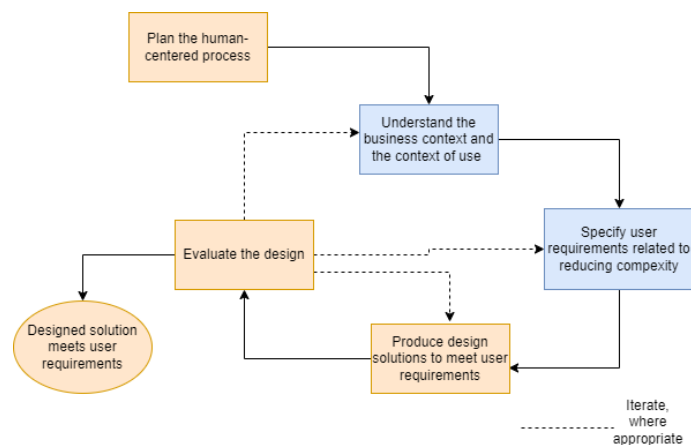 Plan the human-
centered process
Understand the
business context and
the context of use
Specify user
requirements related to
reducing compexity
Evaluate the design
Designed solution
meets user
requirements
Produce design
solutions to meet user
requirements
Iterate,
where
appropriate